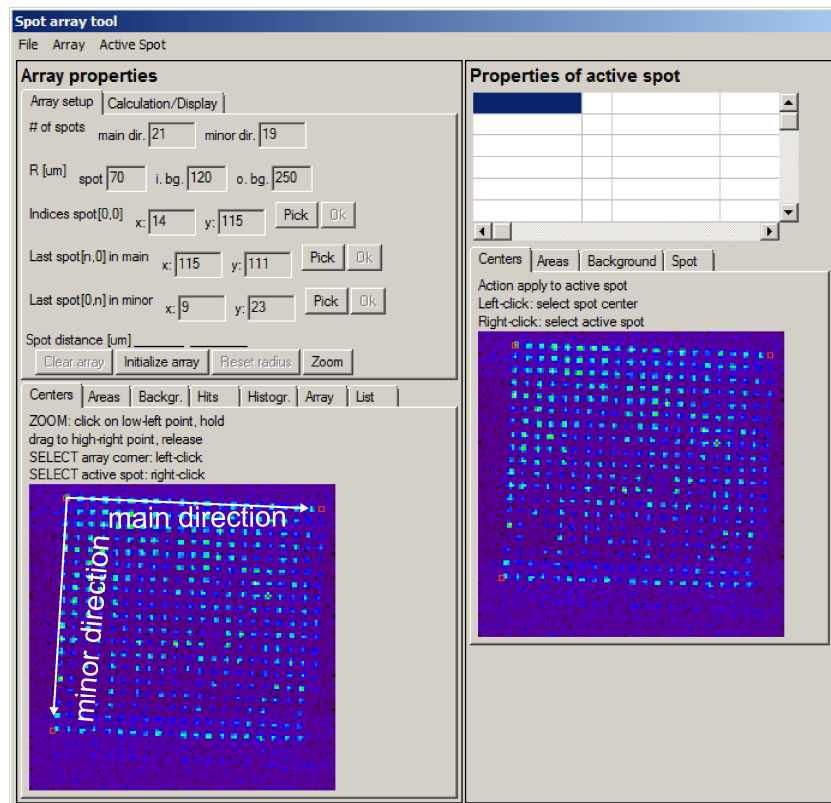 Spot array tool
File Array Active Spot
Array properties
Array setup Calculation/Display
# of spots main dir. 21 minor dir. 19
R [um] spot 70 i. bg. 120 o. bg. 250
Indices spot[0,0] x: 14 y: 115 Pick Ok
Last spot[n,0] in main x: 115 y: 111 Pick Ok
Last spot[0,n] in minor x: 9 y: 23 Pick Ok
Spot distance [um]
Clear array Initialize array Reset radius Zoom
Centers Areas Backgr. Hits Histogr. Array List
ZOOM: click on low-left point, hold
drag to high-right point, release
SELECT array corner: left-click
SELECT active spot: right-click
main direction
minor direction
Properties of active spot
Centers Areas Background Spot
Action apply to active spot
Left-click: select spot center
Right-click: select active spot